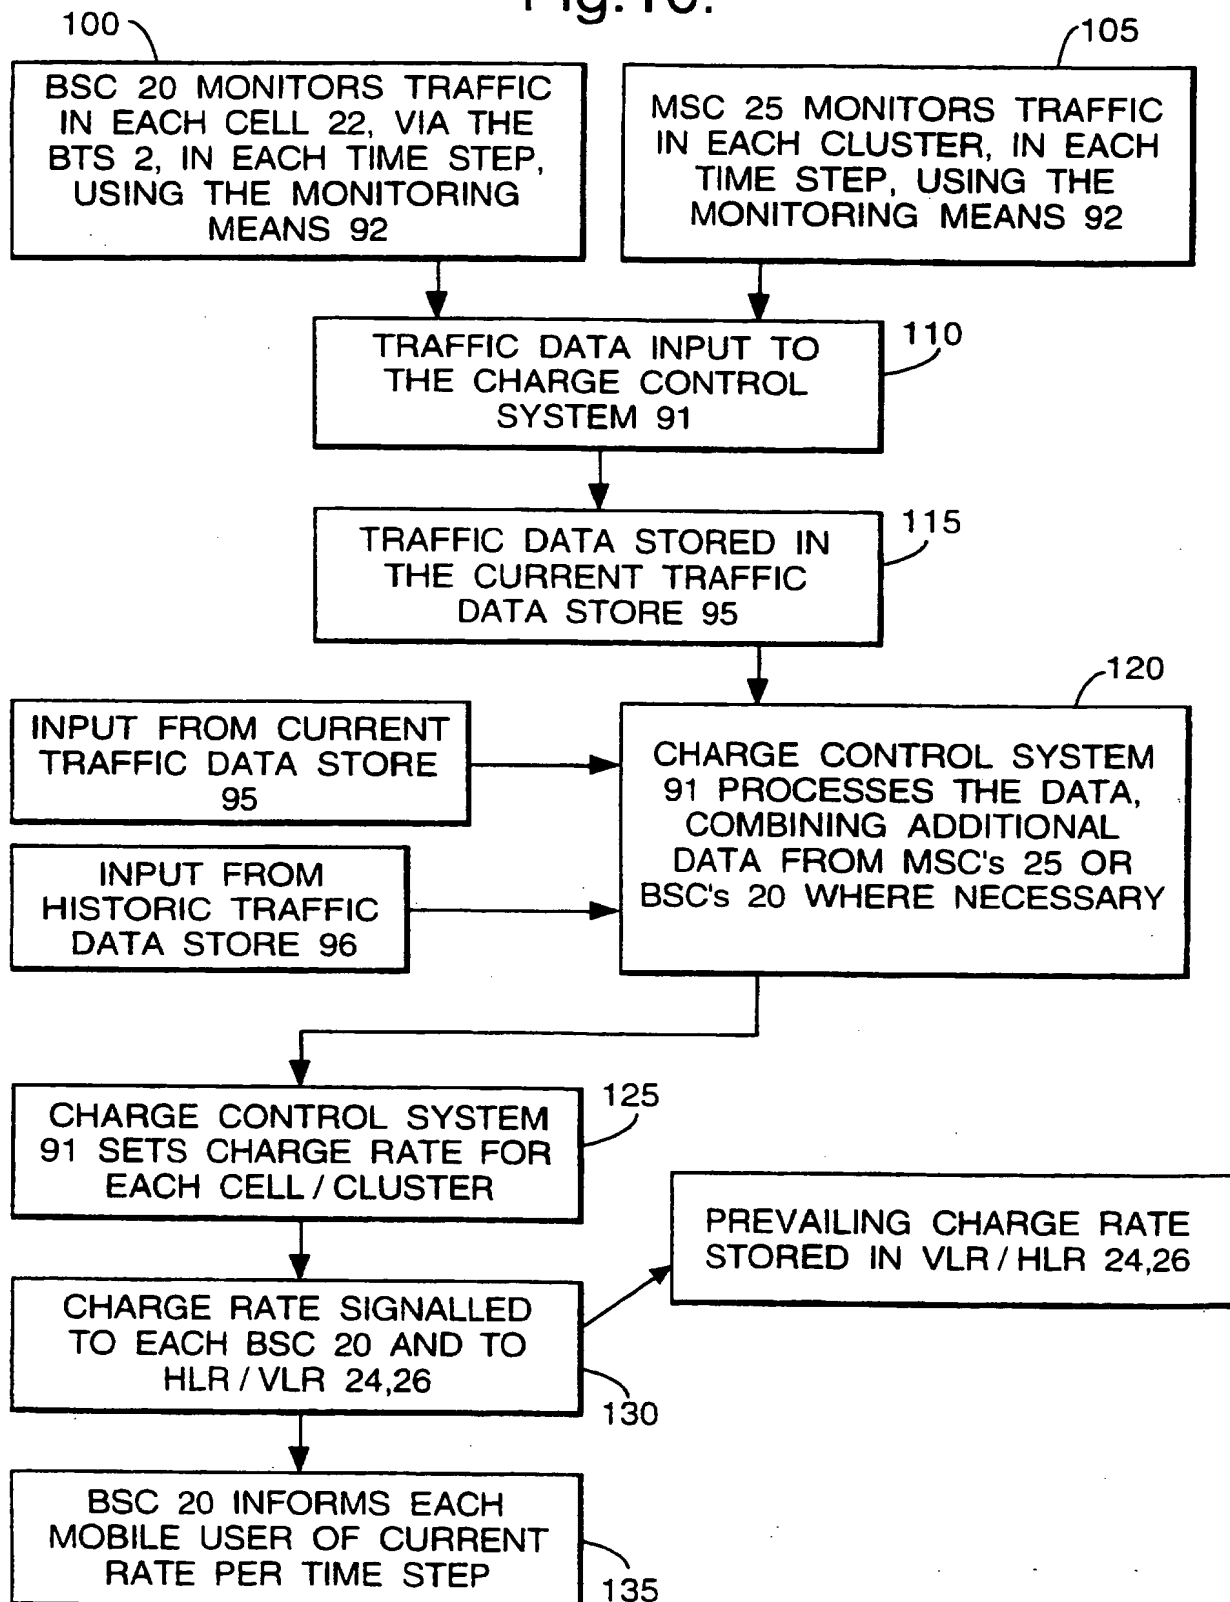 Fig.10.
100
BSC 20 MONITORS TRAFFIC
IN EACH CELL 22, VIA THE
BTS 2, IN EACH TIME STEP,
USING THE MONITORING
MEANS 92
105
MSC 25 MONITORS TRAFFIC
IN EACH CLUSTER, IN EACH
TIME STEP, USING THE
MONITORING MEANS 92
110
TRAFFIC DATA INPUT TO
THE CHARGE CONTROL
SYSTEM 91
115
TRAFFIC DATA STORED IN
THE CURRENT TRAFFIC
DATA STORE 95
120
INPUT FROM CURRENT
TRAFFIC DATA STORE
95
CHARGE CONTROL SYSTEM
91 PROCESSES THE DATA,
COMBINING ADDITIONAL
DATA FROM MSC's 25 OR
BSC's 20 WHERE NECESSARY
INPUT FROM
HISTORIC TRAFFIC
DATA STORE 96
125
CHARGE CONTROL SYSTEM
91 SETS CHARGE RATE FOR
EACH CELL / CLUSTER
PREVAILING CHARGE RATE
STORED IN VLR / HLR 24,26
CHARGE RATE SIGNALLED
TO EACH BSC 20 AND TO
HLR / VLR 24,26
130
BSC 20 INFORMS EACH
MOBILE USER OF CURRENT
RATE PER TIME STEP
135